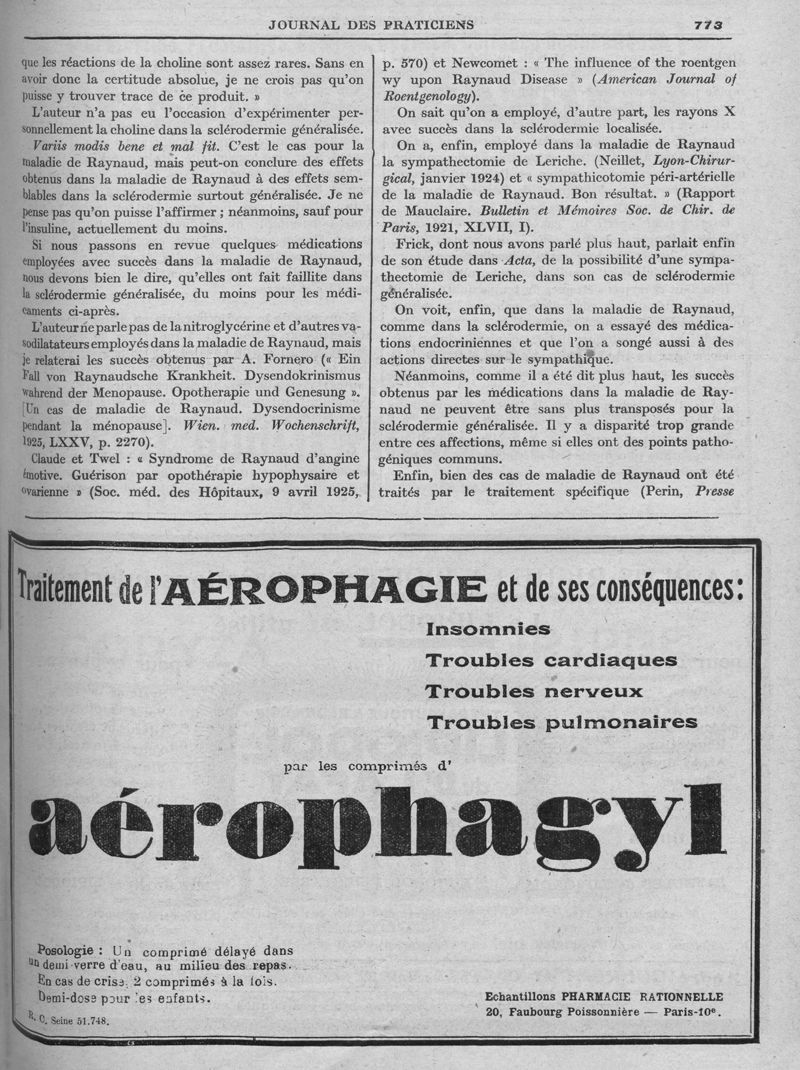 JOURNAL DES PRATICIENS 773
que les réactions de la choline sont assez rares. Sans en
avoir donc la certitude absolue, je ne crois pas qu'on
puisse y trouver trace de ce produit. »
L'auteur n'a pas eu l'occasion d'expérimenter per-
sonnellement la choline dans la sclérodermie généralisée.
Variis modis bene et mal fit. C'est le cas pour la
maladie de Raynaud, mais peut-on conclure des effets
obtenus dans la maladie de Raynaud à des effets sem-
blables dans la sclérodermie surtout généralisée. Je ne
pense pas qu'on puisse l'affirmer ; néanmoins, sauf pour
l'insuline, actuellement du moins.
Si nous passons en revue quelques médications
employées avec succès dans la maladie de Raynaud,
nous devons bien le dire, qu'elles ont fait faillite dans
la sclérodermie généralisée, du moins pour les médi-
caments ci-après.
L'auteur ne parle pas de la nitroglycérine et d'autres va-
sodilatateurs employés dans la maladie de Raynaud, mais
je relaterai les succès obtenus par A. Fornero (« Ein
Fall von Raynaudsche Krankheit. Dysendokrinismus
wahrend der Menopause. Opotherapie und Genesung ».
[Un cas de maladie de Raynaud. Dysendocrinisme
pendant la ménopause]. Wien. med. Wochenschrift,
1925, LXXV, p. 2270).
Claude et Twel : « Syndrome de Raynaud d'angine
émotive. Guérison par opothérapie hypophysaire et
ovarienne » (Soc. méd. des Hôpitaux, 9 avril 1925,
p. 570) et Newcomet : « The influence of the roentgen
wy upon Raynaud Disease » (American Journal of
Roentgenology).
On sait qu'on a employé, d'autre part, les rayons X
avec succès dans la sclérodermie localisée.
On a, enfin, employé dans la maladie de Raynaud
la sympathectomie de Leriche. (Neillet, Lyon-Chirur-
gical, janvier 1924) et « sympathicotomie péri-artérielle
de la maladie de Raynaud. Bon résultat. » (Rapport
de Mauclaire. Bulletin et Mémoires Soc. de Chir. de
Paris, 1921, XLVII, I).
Frick, dont nous avons parlé plus haut, parlait enfin
de son étude dans Acta, de la possibilité d'une sympa-
thectomie de Leriche, dans son cas de sclérodermie
généralisée.
On voit, enfin, que dans la maladie de Raynaud,
comme dans la sclérodermie, on a essayé des médica-
tions endocriniennes et que l'on a songé aussi à des
actions directes sur le sympathique.
Néanmoins, comme il a été dit plus haut, les succès
obtenus par les médications dans la maladie de Ray-
naud ne peuvent être sans plus transposés pour la
sclérodermie généralisée. Il y a disparité trop grande
entre ces affections, même si elles ont des points patho-
géniques communs.
Enfin, bien des cas de maladie de Raynaud ont été
traités par le traitement spécifique (Perin, Presse
Traitement de l'AÉROPHAGIE et de ses conséquences :
Insomnies
Troubles cardiaques
Troubles nerveux
Troubles pulmonaires
par les comprimés d'
aérophagyl
Posologie : Un comprimé délayé dans
un demi verre d'eau, au milieu des repas.
En cas de crise, 2 comprimés à la fois.
Demi-dose pour les enfants.
R. C. Seine 51.748.
Echantillons PHARMACIE RATIONNELLE
20, Faubourg Poissonnière — Paris-10e.